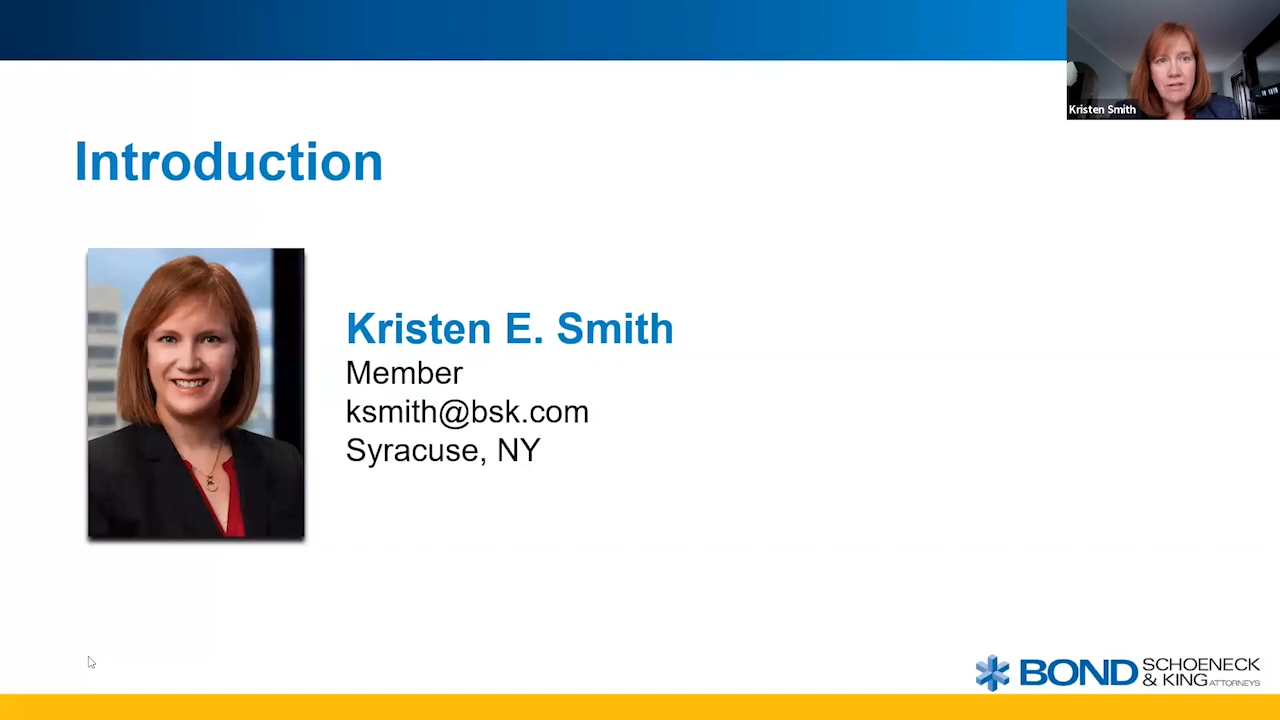 Kristen Smith
Introduction
Kristen E. Smith
Member
ksmith@bsk.com
Syracuse, NY
BOND SCHOENECK
& KING ATTORNEYS